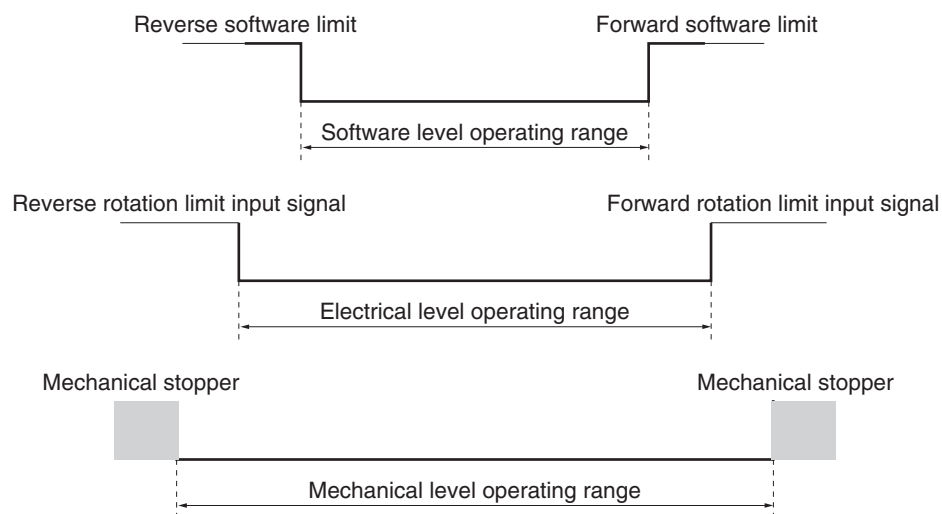 Reverse software limit
Forward software limit
Software level operating range
Reverse rotation limit input signal
Forward rotation limit input signal
Electrical level operating range
Mechanical stopper
Mechanical stopper
Mechanical level operating range